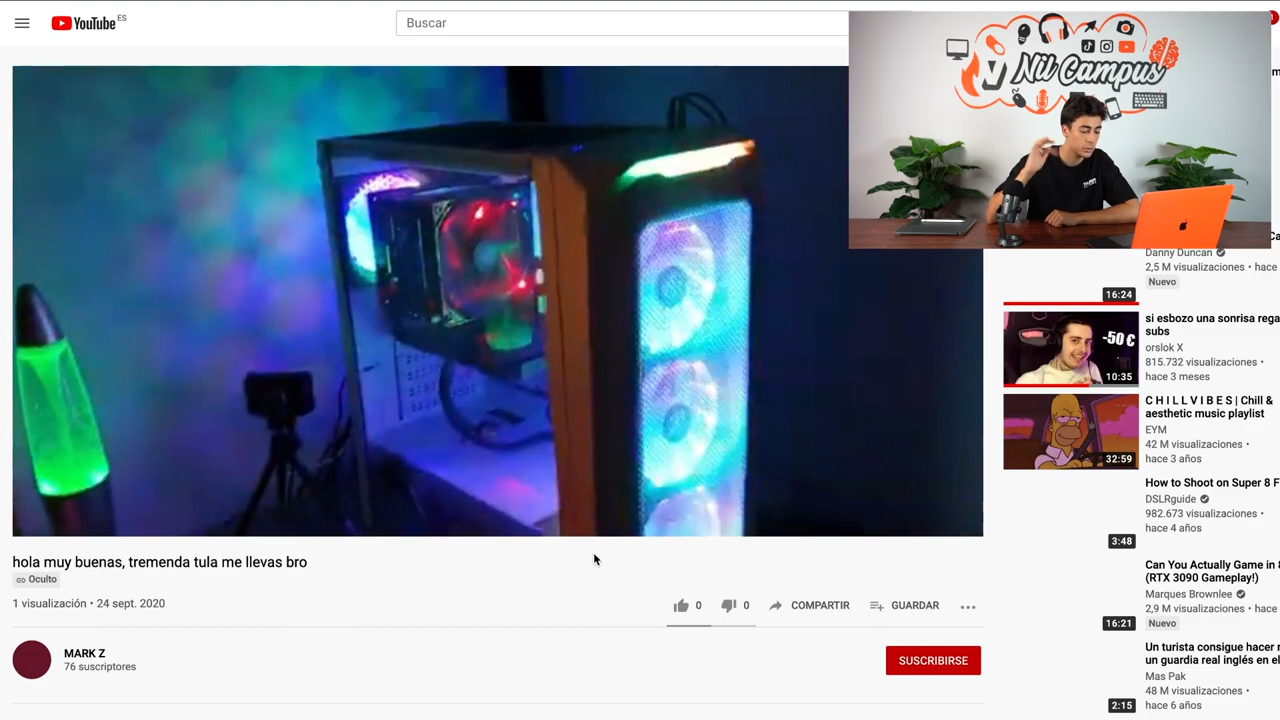 YouTube ES
Buscar
Nil Campus
hola muy buenas, tremenda tula me llevas bro
Oculto
1 visualización • 24 sept. 2020
0
0
COMPARTIR
GUARDAR
MARK Z
76 suscriptores
SUSCRIBIRSE
Danny Duncan
2,5 M visualizaciones • hace
Nuevo
16:24
si esbozo una sonrisa rega
subs
orslok X
815.732 visualizaciones •
hace 3 meses
-50 €
10:35
C H I L L V I B E S | Chill &
aesthetic music playlist
EYM
42 M visualizaciones •
hace 3 años
32:59
How to Shoot on Super 8 F
DSLRguide
982.673 visualizaciones •
hace 4 años
3:48
Can You Actually Game in 8
(RTX 3090 Gameplay!)
Marques Brownlee
2,9 M visualizaciones • hace
Nuevo
16:21
Un turista consigue hacer r
un guardia real inglés en el
Mas Pak
48 M visualizaciones •
hace 6 años
2:15